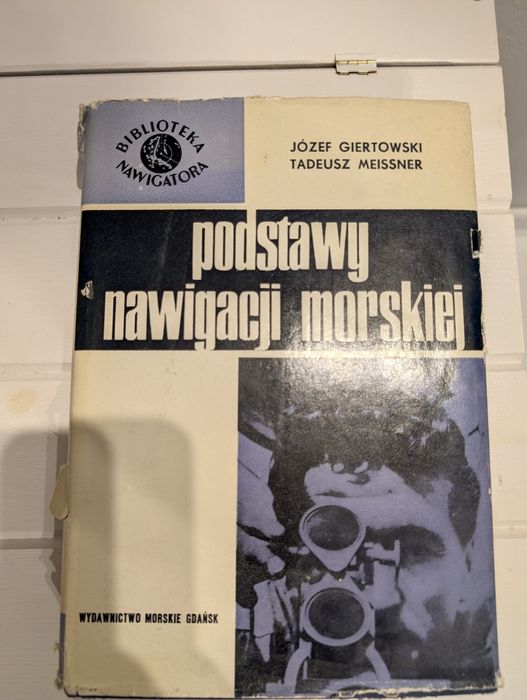 BIBLIOTEKA
NAWIGATORA
JÓZEF GIERTOWSKI
TADEUSZ MEISSNER
podstawy
nawigacji morskiej
WYDAWNICTWO MORSKIE GDAŃSK